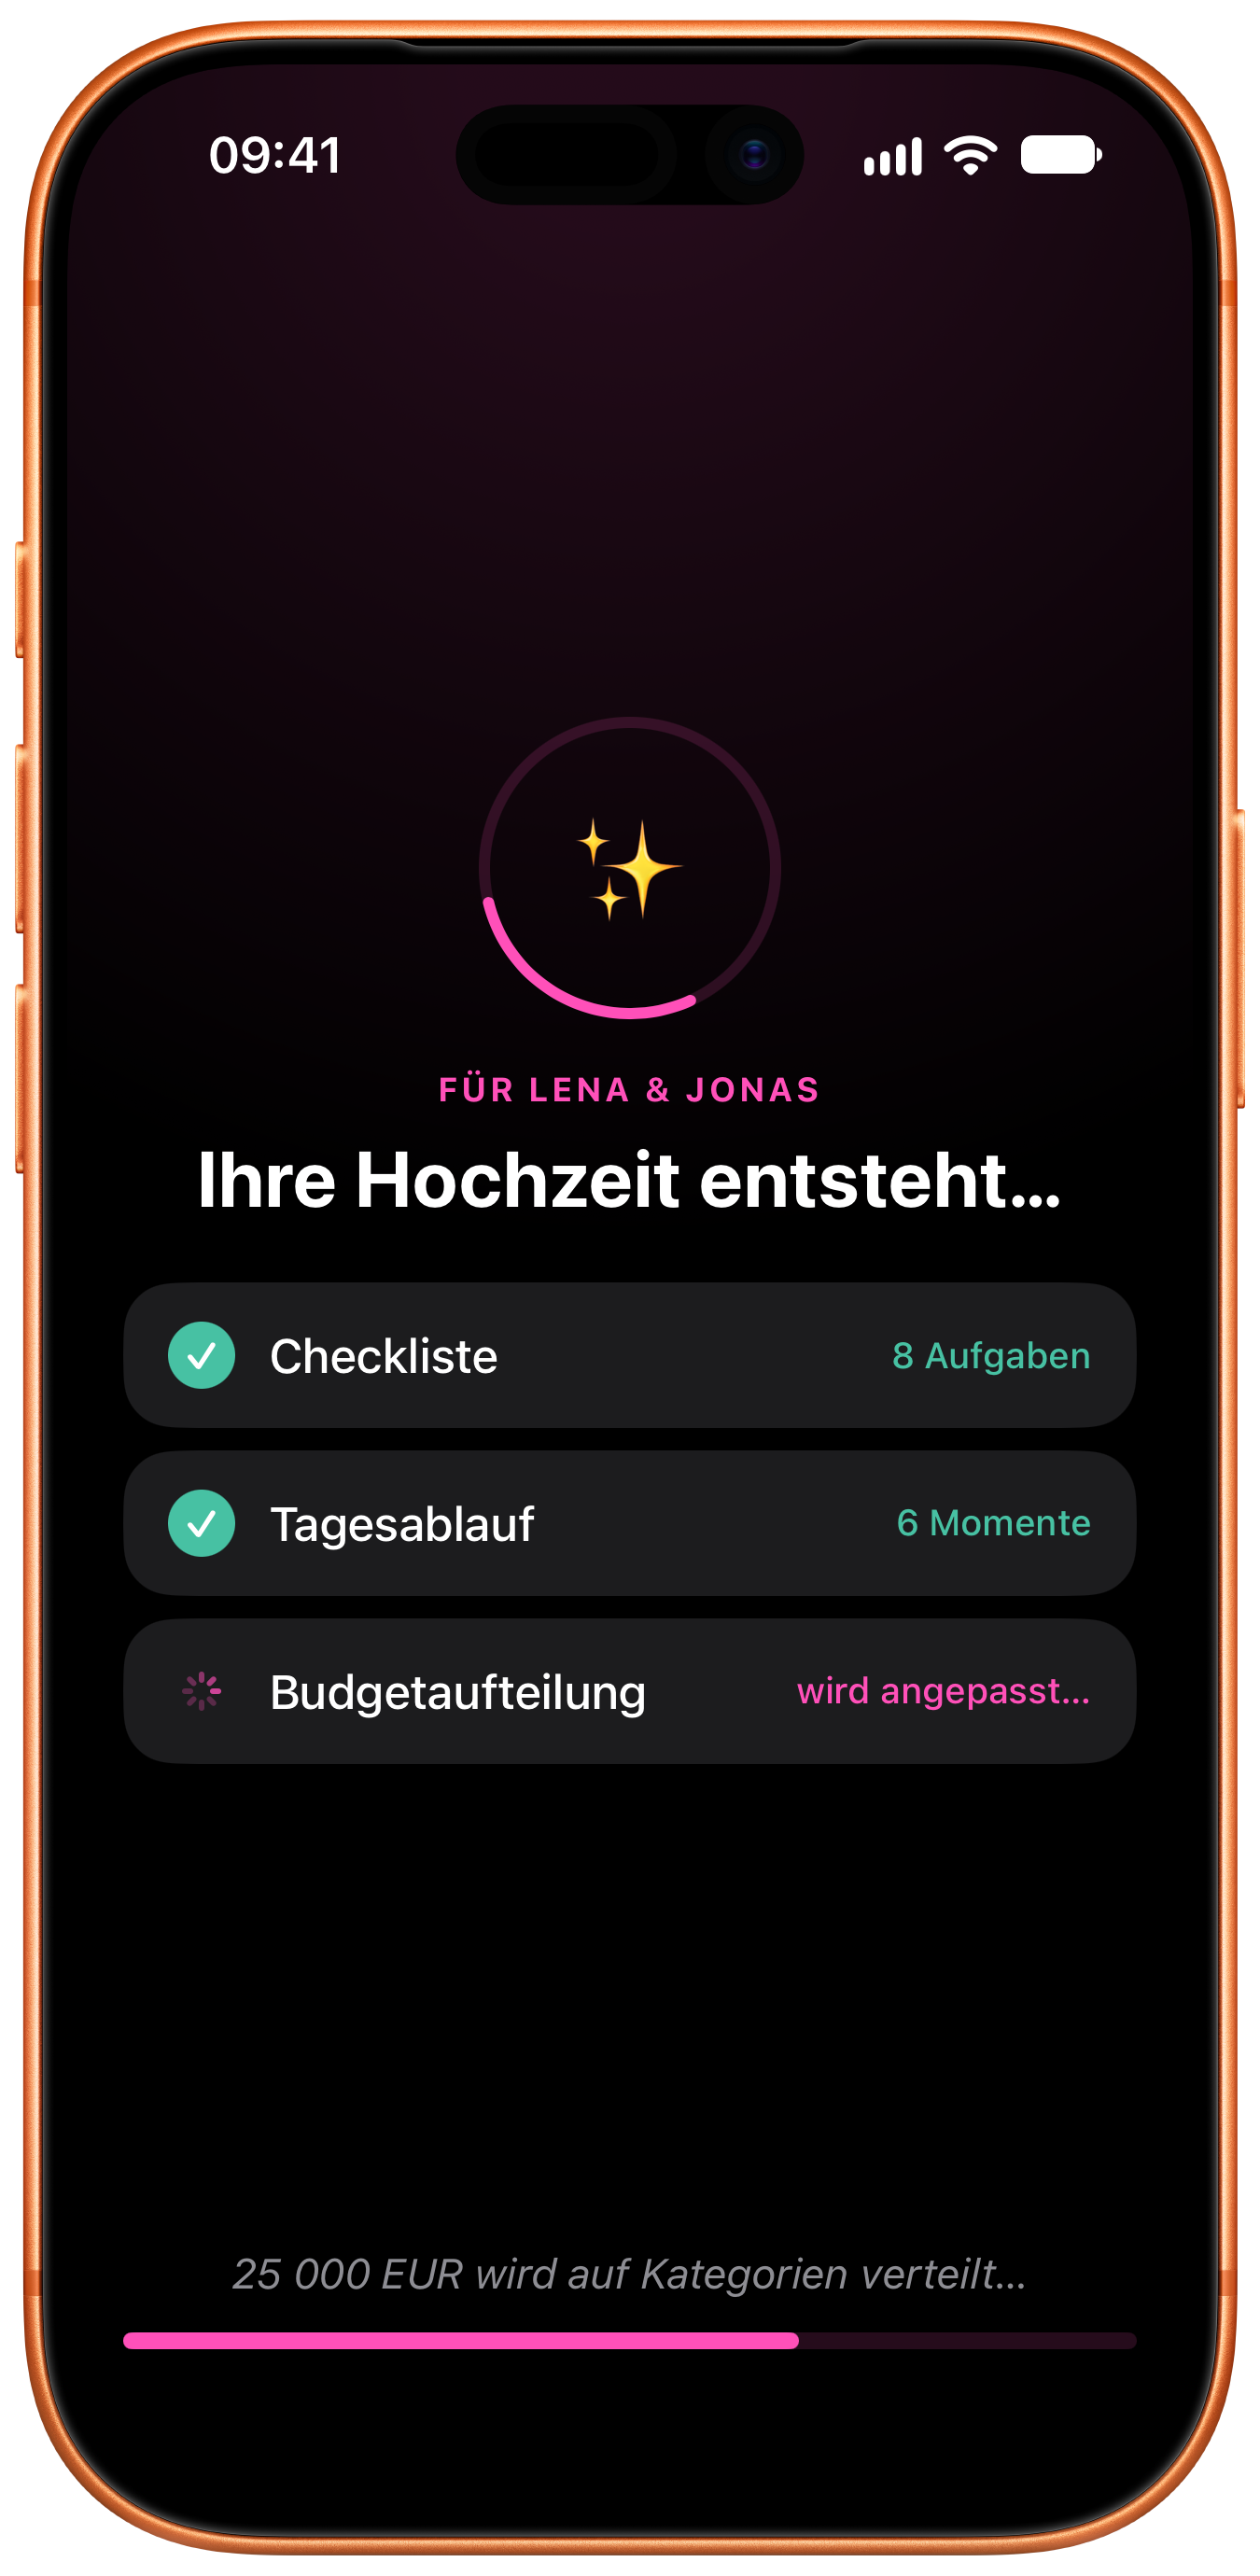 09:41
FÜR LENA & JONAS
Ihre Hochzeit entsteht...
Checkliste
8 Aufgaben
Tagesablauf
6 Momente
Budgetaufteilung
wird angepasst...
25 000 EUR wird auf Kategorien verteilt...